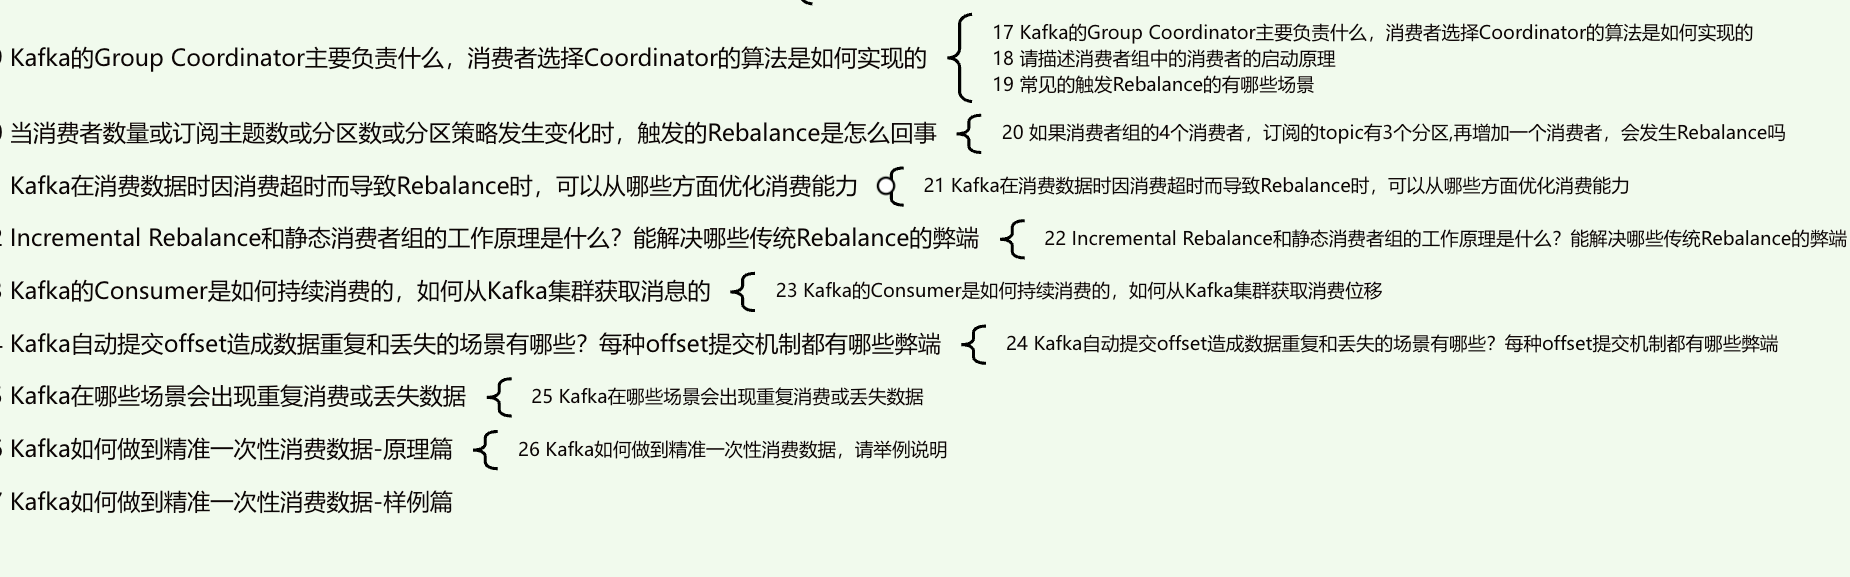 Kafka的Group Coordinator主要负责什么，消费者选择Coordinator的算法是如何实现的
17 Kafka的Group Coordinator主要负责什么，消费者选择Coordinator的算法是如何实现的
18 请描述消费者组中的消费者的启动原理
19 常见的触发Rebalance的有哪些场景
当消费者数量或订阅主题数或分区数或分区策略发生变化时，触发的Rebalance是怎么回事
20 如果消费者组的4个消费者，订阅的topic有3个分区,再增加一个消费者，会发生Rebalance吗
Kafka在消费数据时因消费超时而导致Rebalance时，可以从哪些方面优化消费能力
21 Kafka在消费数据时因消费超时而导致Rebalance时，可以从哪些方面优化消费能力
Incremental Rebalance和静态消费者组的工作原理是什么？能解决哪些传统Rebalance的弊端
22 Incremental Rebalance和静态消费者组的工作原理是什么？能解决哪些传统Rebalance的弊端
Kafka的Consumer是如何持续消费的，如何从Kafka集群获取消息的
23 Kafka的Consumer是如何持续消费的，如何从Kafka集群获取消费位移
Kafka自动提交offset造成数据重复和丢失的场景有哪些？每种offset提交机制都有哪些弊端
24 Kafka自动提交offset造成数据重复和丢失的场景有哪些？每种offset提交机制都有哪些弊端
Kafka在哪些场景会出现重复消费或丢失数据
25 Kafka在哪些场景会出现重复消费或丢失数据
Kafka如何做到精准一次性消费数据-原理篇
26 Kafka如何做到精准一次性消费数据，请举例说明
Kafka如何做到精准一次性消费数据-样例篇